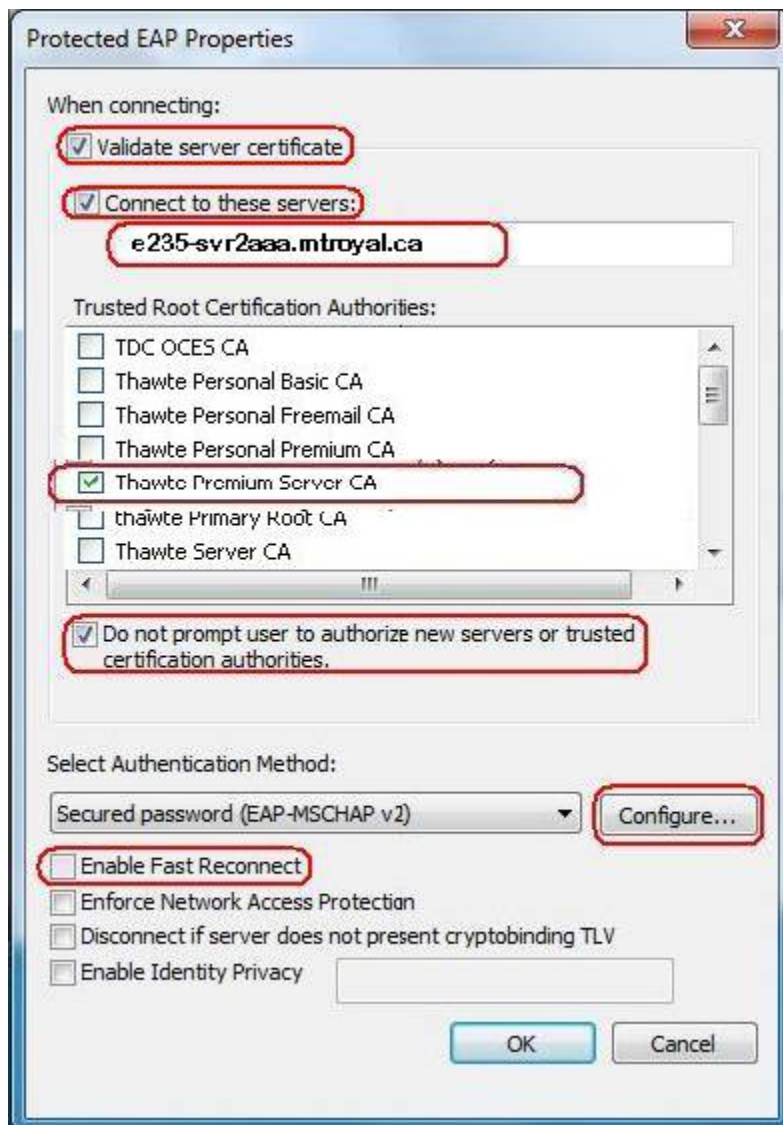 Protected EAP Properties
When connecting:
Validate server certificate
Connect to these servers:
e235-svr2aaa.mtroyal.ca
Trusted Root Certification Authorities:
TDC OCES CA
Thawte Personal Basic CA
Thawte Personal Freemail CA
Thawte Personal Premium CA
Thawte Premium Server CA
thawte Primary Root CA
Thawte Server CA
Do not prompt user to authorize new servers or trusted
certification authorities.
Select Authentication Method:
Secured password (EAP-MSCHAP v2)
Configure...
Enable Fast Reconnect
Enforce Network Access Protection
Disconnect if server does not present cryptobinding TLV
Enable Identity Privacy
OK
Cancel